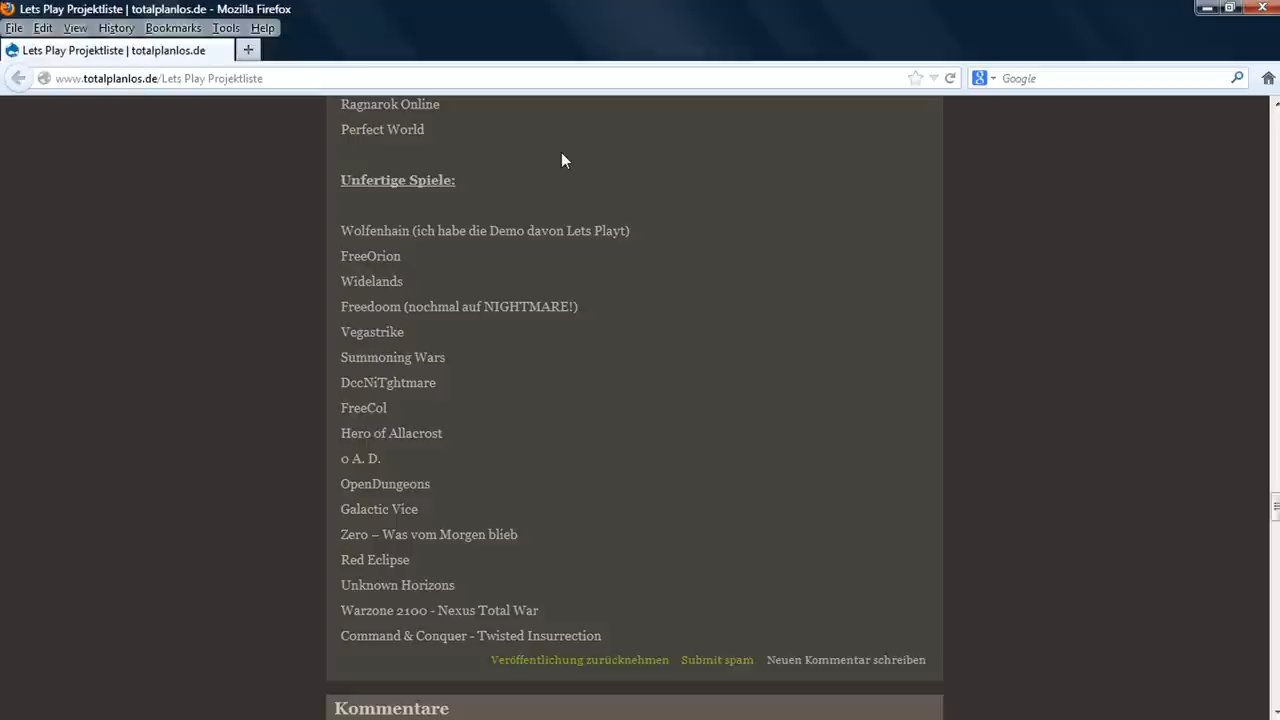 Lets Play Projektliste | totalplanlos.de - Mozilla Firefox
File Edit View History Bookmarks Tools Help
Lets Play Projektliste | totalplanlos.de
www.totalplanlos.de/Lets Play Projektliste
Google
Ragnarok Online
Perfect World
Unfertige Spiele:
Wolfenhain (ich habe die Demo davon Lets Playt)
FreeOrion
Widelands
Freedoom (nochmal auf NIGHTMARE!)
Vegastrike
Summoning Wars
DccNiTghtmare
FreeCol
Hero of Allacrost
0 A. D.
OpenDungeons
Galactic Vice
Zero – Was vom Morgen blieb
Red Eclipse
Unknown Horizons
Warzone 2100 - Nexus Total War
Command & Conquer - Twisted Insurrection
Veröffentlichung zurücknehmen Submit spam Neuen Kommentar schreiben
Kommentare